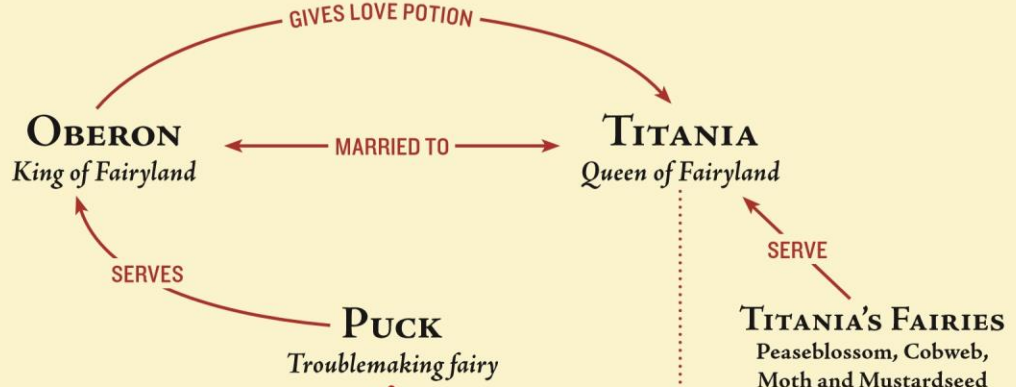 GIVES LOVE POTION
OBERON
King of Fairyland
MARRIED TO
TITANIA
Queen of Fairyland
SERVES
SERVE
PUCK
Troublemaking fairy
TITANIA'S FAIRIES
Peaseblossom, Cobweb,
Moth and Mustardseed